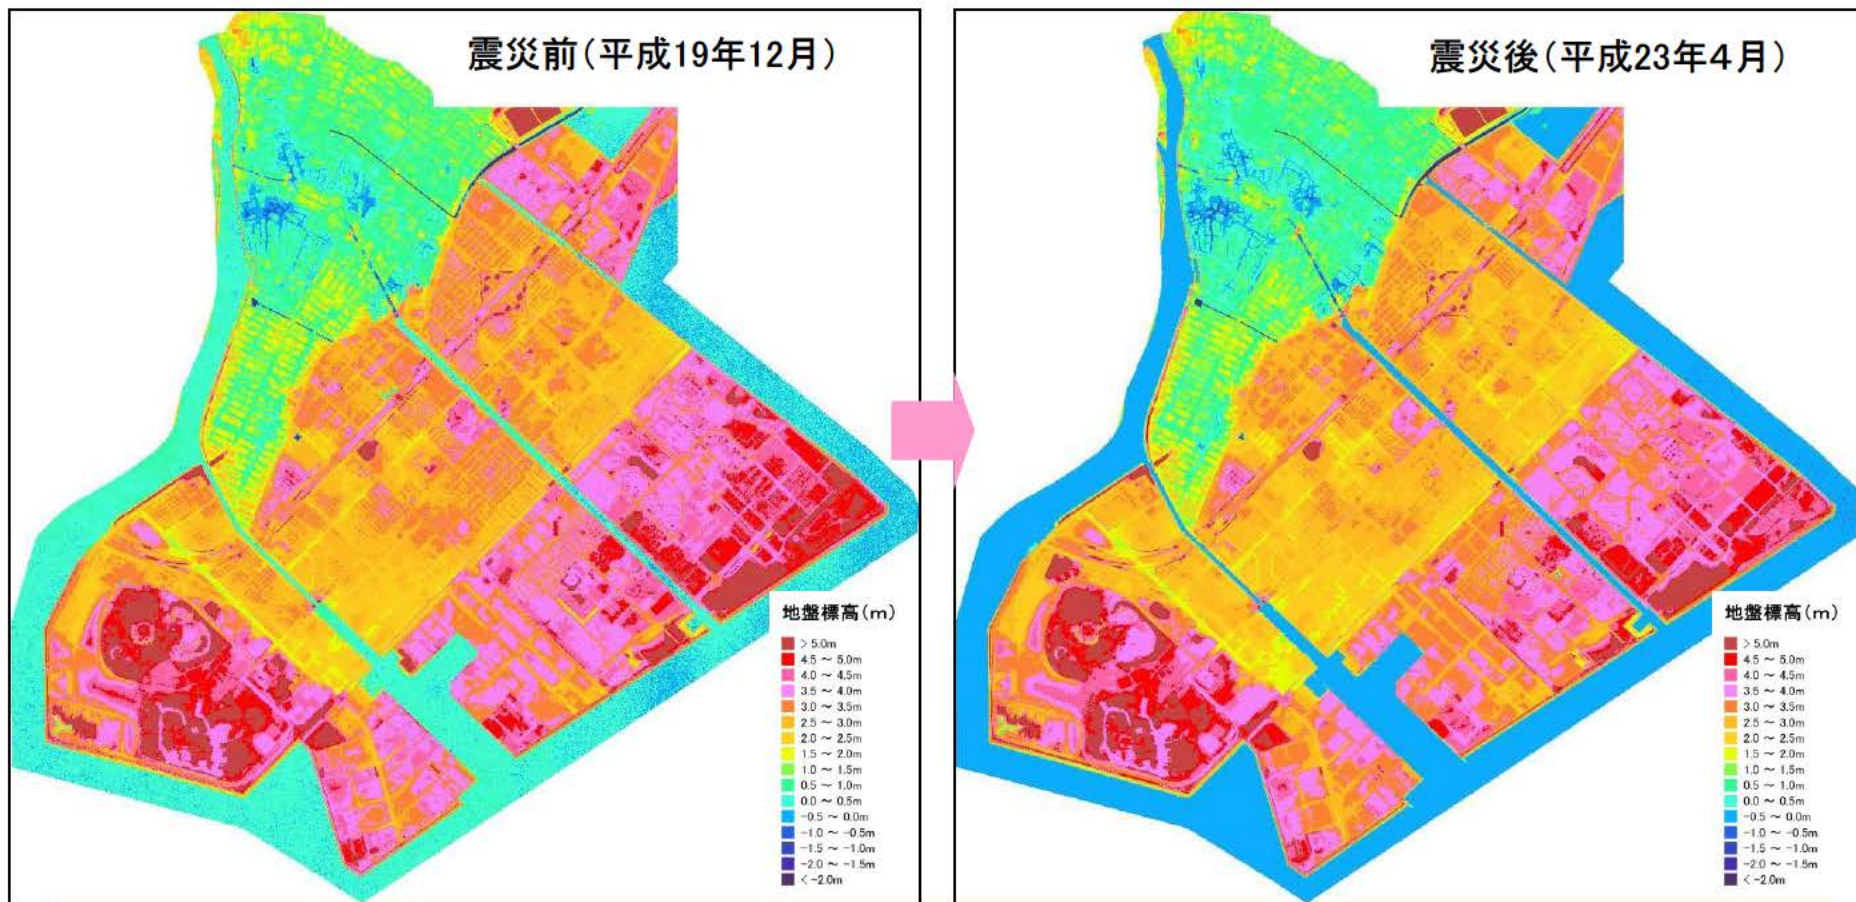 震災前(平成19年12月)
地盤標高(m)
> 5.0m
4.5 ～ 5.0m
4.0 ～ 4.5m
3.5 ～ 4.0m
3.0 ～ 3.5m
2.5 ～ 3.0m
2.0 ～ 2.5m
1.5 ～ 2.0m
1.0 ～ 1.5m
0.5 ～ 1.0m
0.0 ～ 0.5m
-0.5 ～ 0.0m
-1.0 ～ -0.5m
-1.5 ～ -1.0m
-2.0 ～ -1.5m
< -2.0m
震災後(平成23年4月)
地盤標高(m)
> 5.0m
4.5 ～ 5.0m
4.0 ～ 4.5m
3.5 ～ 4.0m
3.0 ～ 3.5m
2.5 ～ 3.0m
2.0 ～ 2.5m
1.5 ～ 2.0m
1.0 ～ 1.5m
0.5 ～ 1.0m
0.0 ～ 0.5m
-0.5 ～ 0.0m
-1.0 ～ -0.5m
-1.5 ～ -1.0m
-2.0 ～ -1.5m
< -2.0m